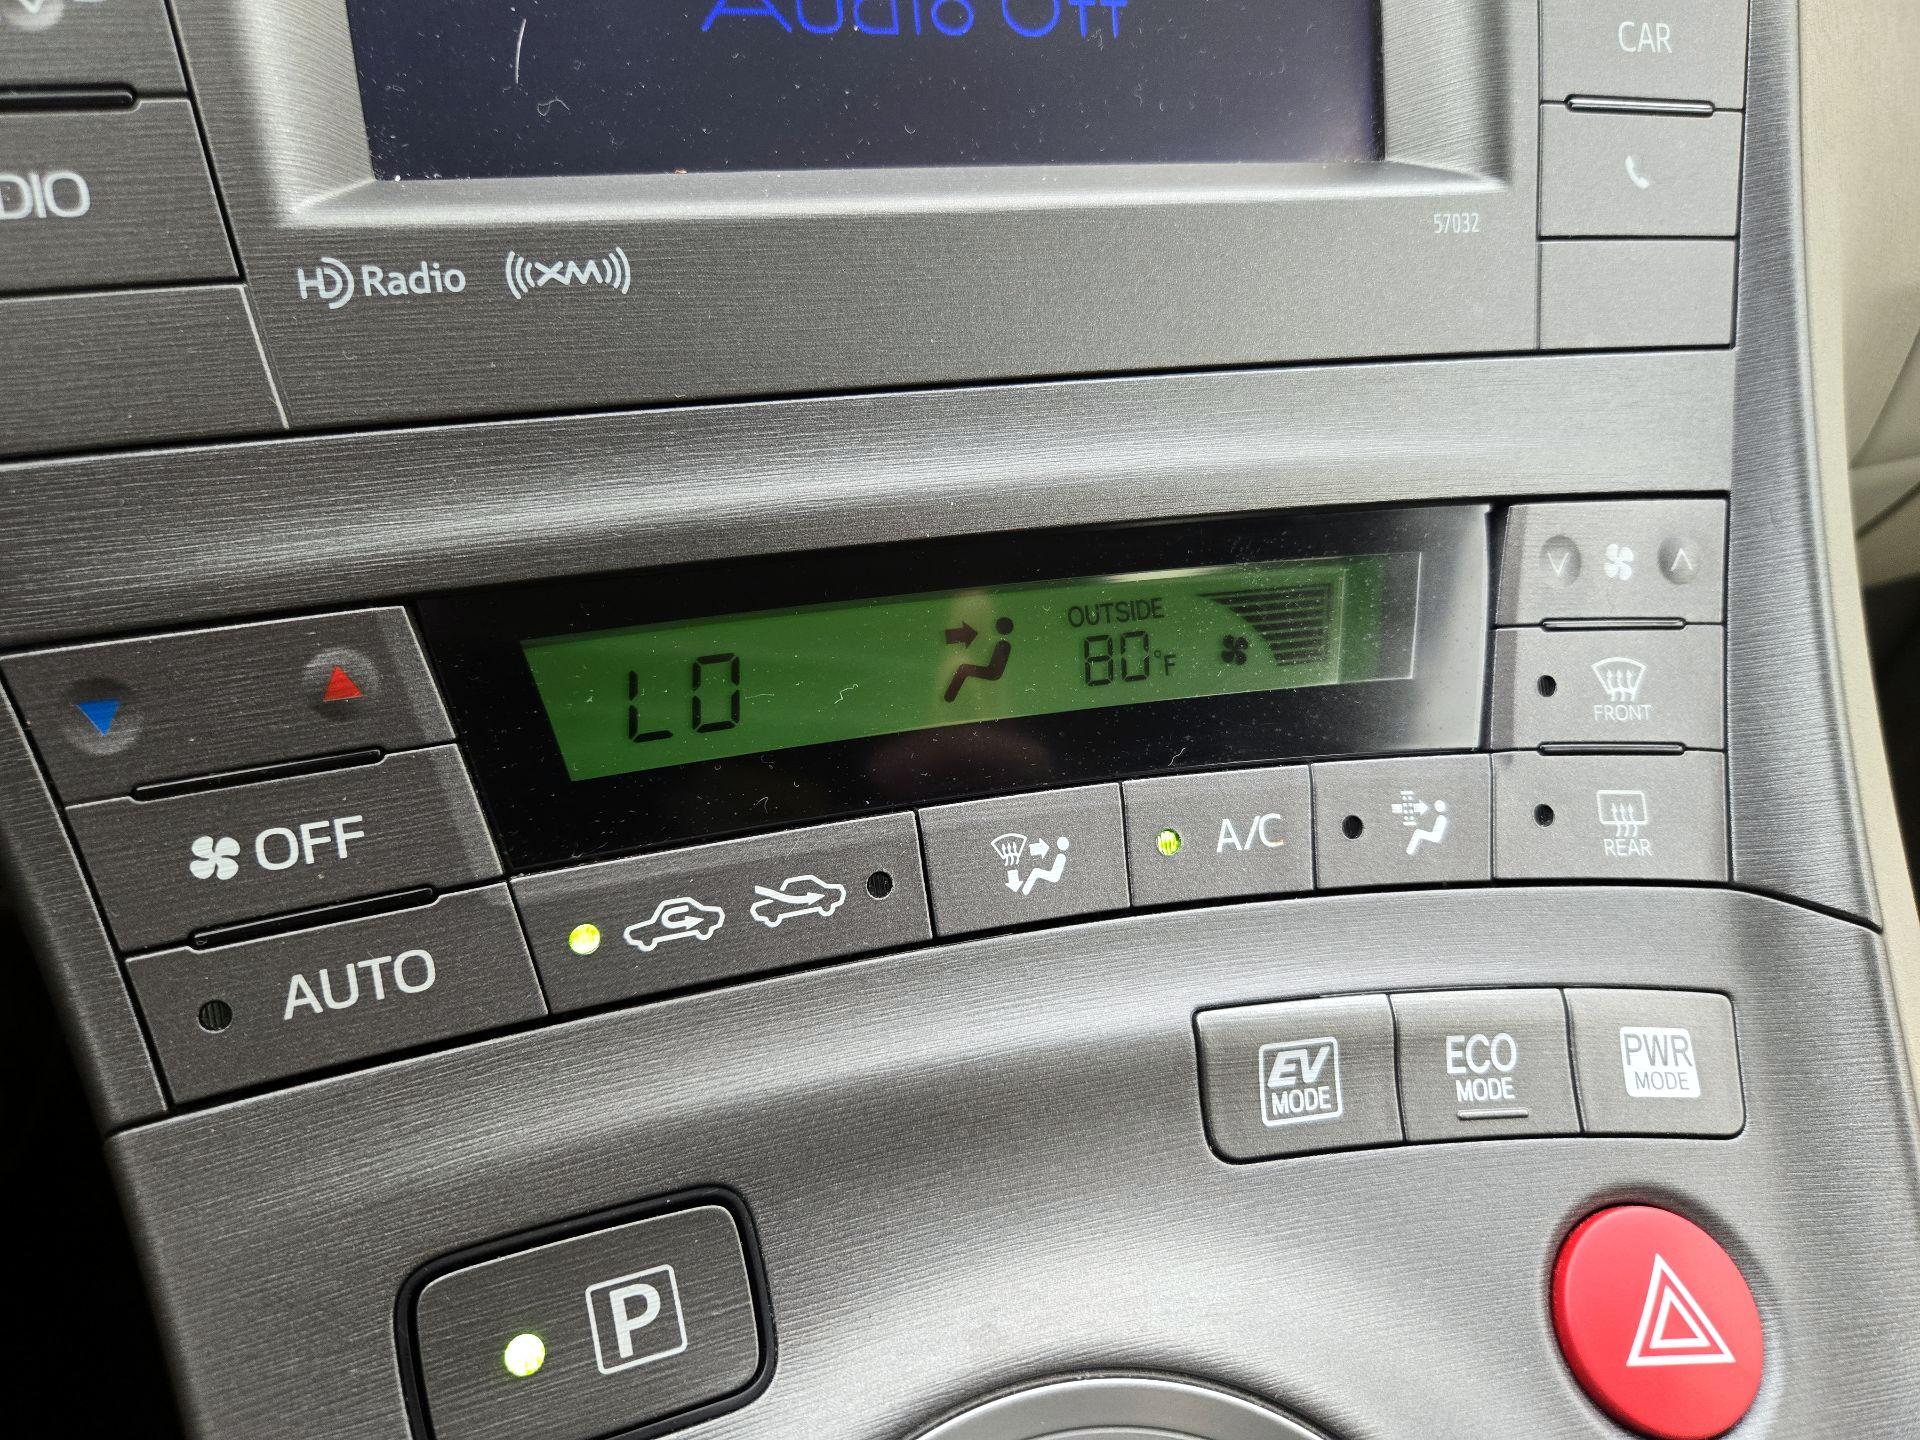 Audio Off
CAR
DIO
57032
HD Radio ((XM))
OUTSIDE
LO 80°F
FRONT
OFF
A/C
REAR
AUTO
EV MODE
ECO MODE
PWR MODE
P